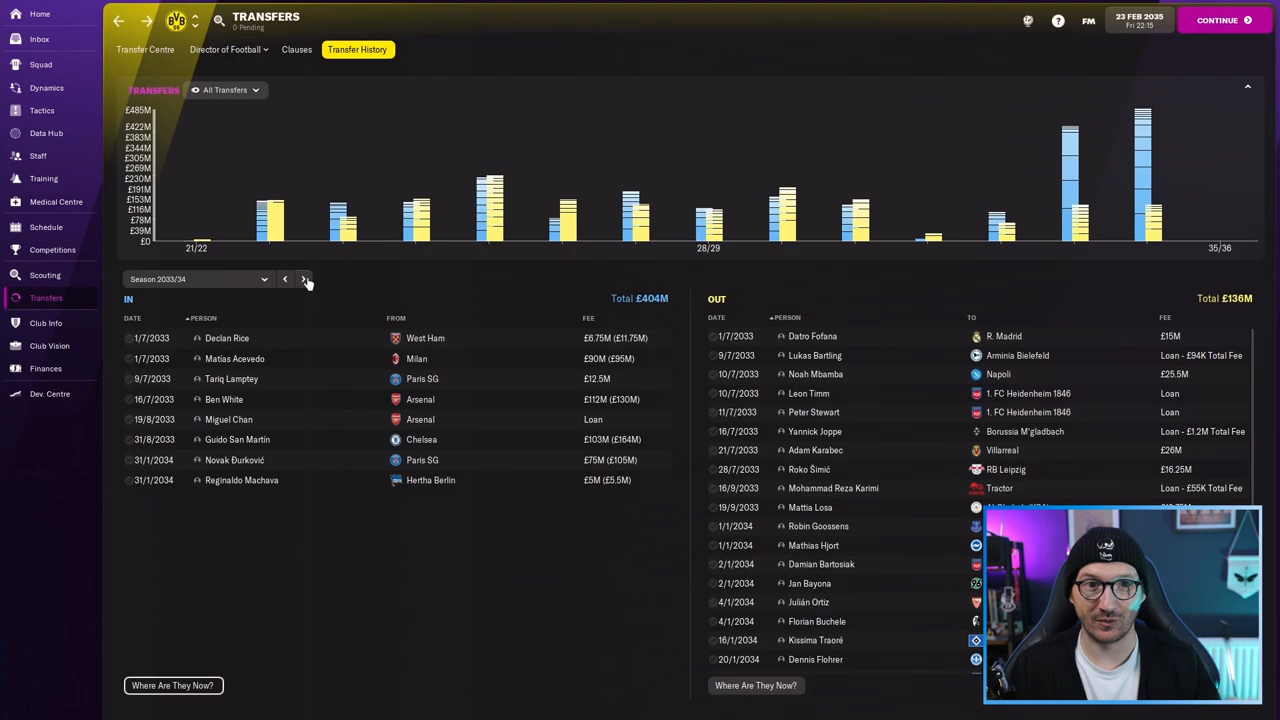 Home
Inbox
Squad
Dynamics
Tactics
Data Hub
Staff
Training
Medical Centre
Schedule
Competitions
Scouting
Transfers
Club Info
Club Vision
Finances
Dev. Centre
BVB 09
TRANSFERS
0 Pending
?
FM
23 FEB 2035
Fri 22:15
CONTINUE
Transfer Centre
Director of Football
Clauses
Transfer History
TRANSFERS
All Transfers
£485M
£422M
£383M
£344M
£305M
£269M
£230M
£191M
£153M
£116M
£78M
£39M
£0
21/22
28/29
35/36
Season 2033/34
IN
Total £404M
DATE PERSON FROM FEE
1/7/2033 Declan Rice West Ham £6.75M (£11.75M)
1/7/2033 Matías Acevedo Milan £90M (£95M)
9/7/2033 Tariq Lamptey Paris SG £12.5M
16/7/2033 Ben White Arsenal £112M (£130M)
19/8/2033 Miguel Chan Arsenal Loan
31/8/2033 Guido San Martín Chelsea £103M (£164M)
31/1/2034 Novak Đurković Paris SG £75M (£105M)
31/1/2034 Reginaldo Machava Hertha Berlin £5M (£5.5M)
Where Are They Now?
OUT
Total £136M
DATE PERSON TO FEE
1/7/2033 Datro Fofana R. Madrid £15M
9/7/2033 Lukas Bartling Arminia Bielefeld Loan - £94K Total Fee
10/7/2033 Noah Mbamba Napoli £25.5M
10/7/2033 Leon Timm 1. FC Heidenheim 1846 Loan
11/7/2033 Peter Stewart 1. FC Heidenheim 1846 Loan
16/7/2033 Yannick Joppe Borussia M'gladbach Loan - £1.2M Total Fee
21/7/2033 Adam Karabec Villarreal £26M
28/7/2033 Roko Šimić RB Leipzig £16.25M
16/9/2033 Mohammad Reza Karimi Tractor Loan - £55K Total Fee
19/9/2033 Mattia Losa
1/1/2034 Robin Goossens
1/1/2034 Mathias Hjort
2/1/2034 Damian Bartosiak
2/1/2034 Jan Bayona
4/1/2034 Julián Ortiz
4/1/2034 Florian Buchele
16/1/2034 Kissima Traoré
20/1/2034 Dennis Flohrer
Where Are They Now?